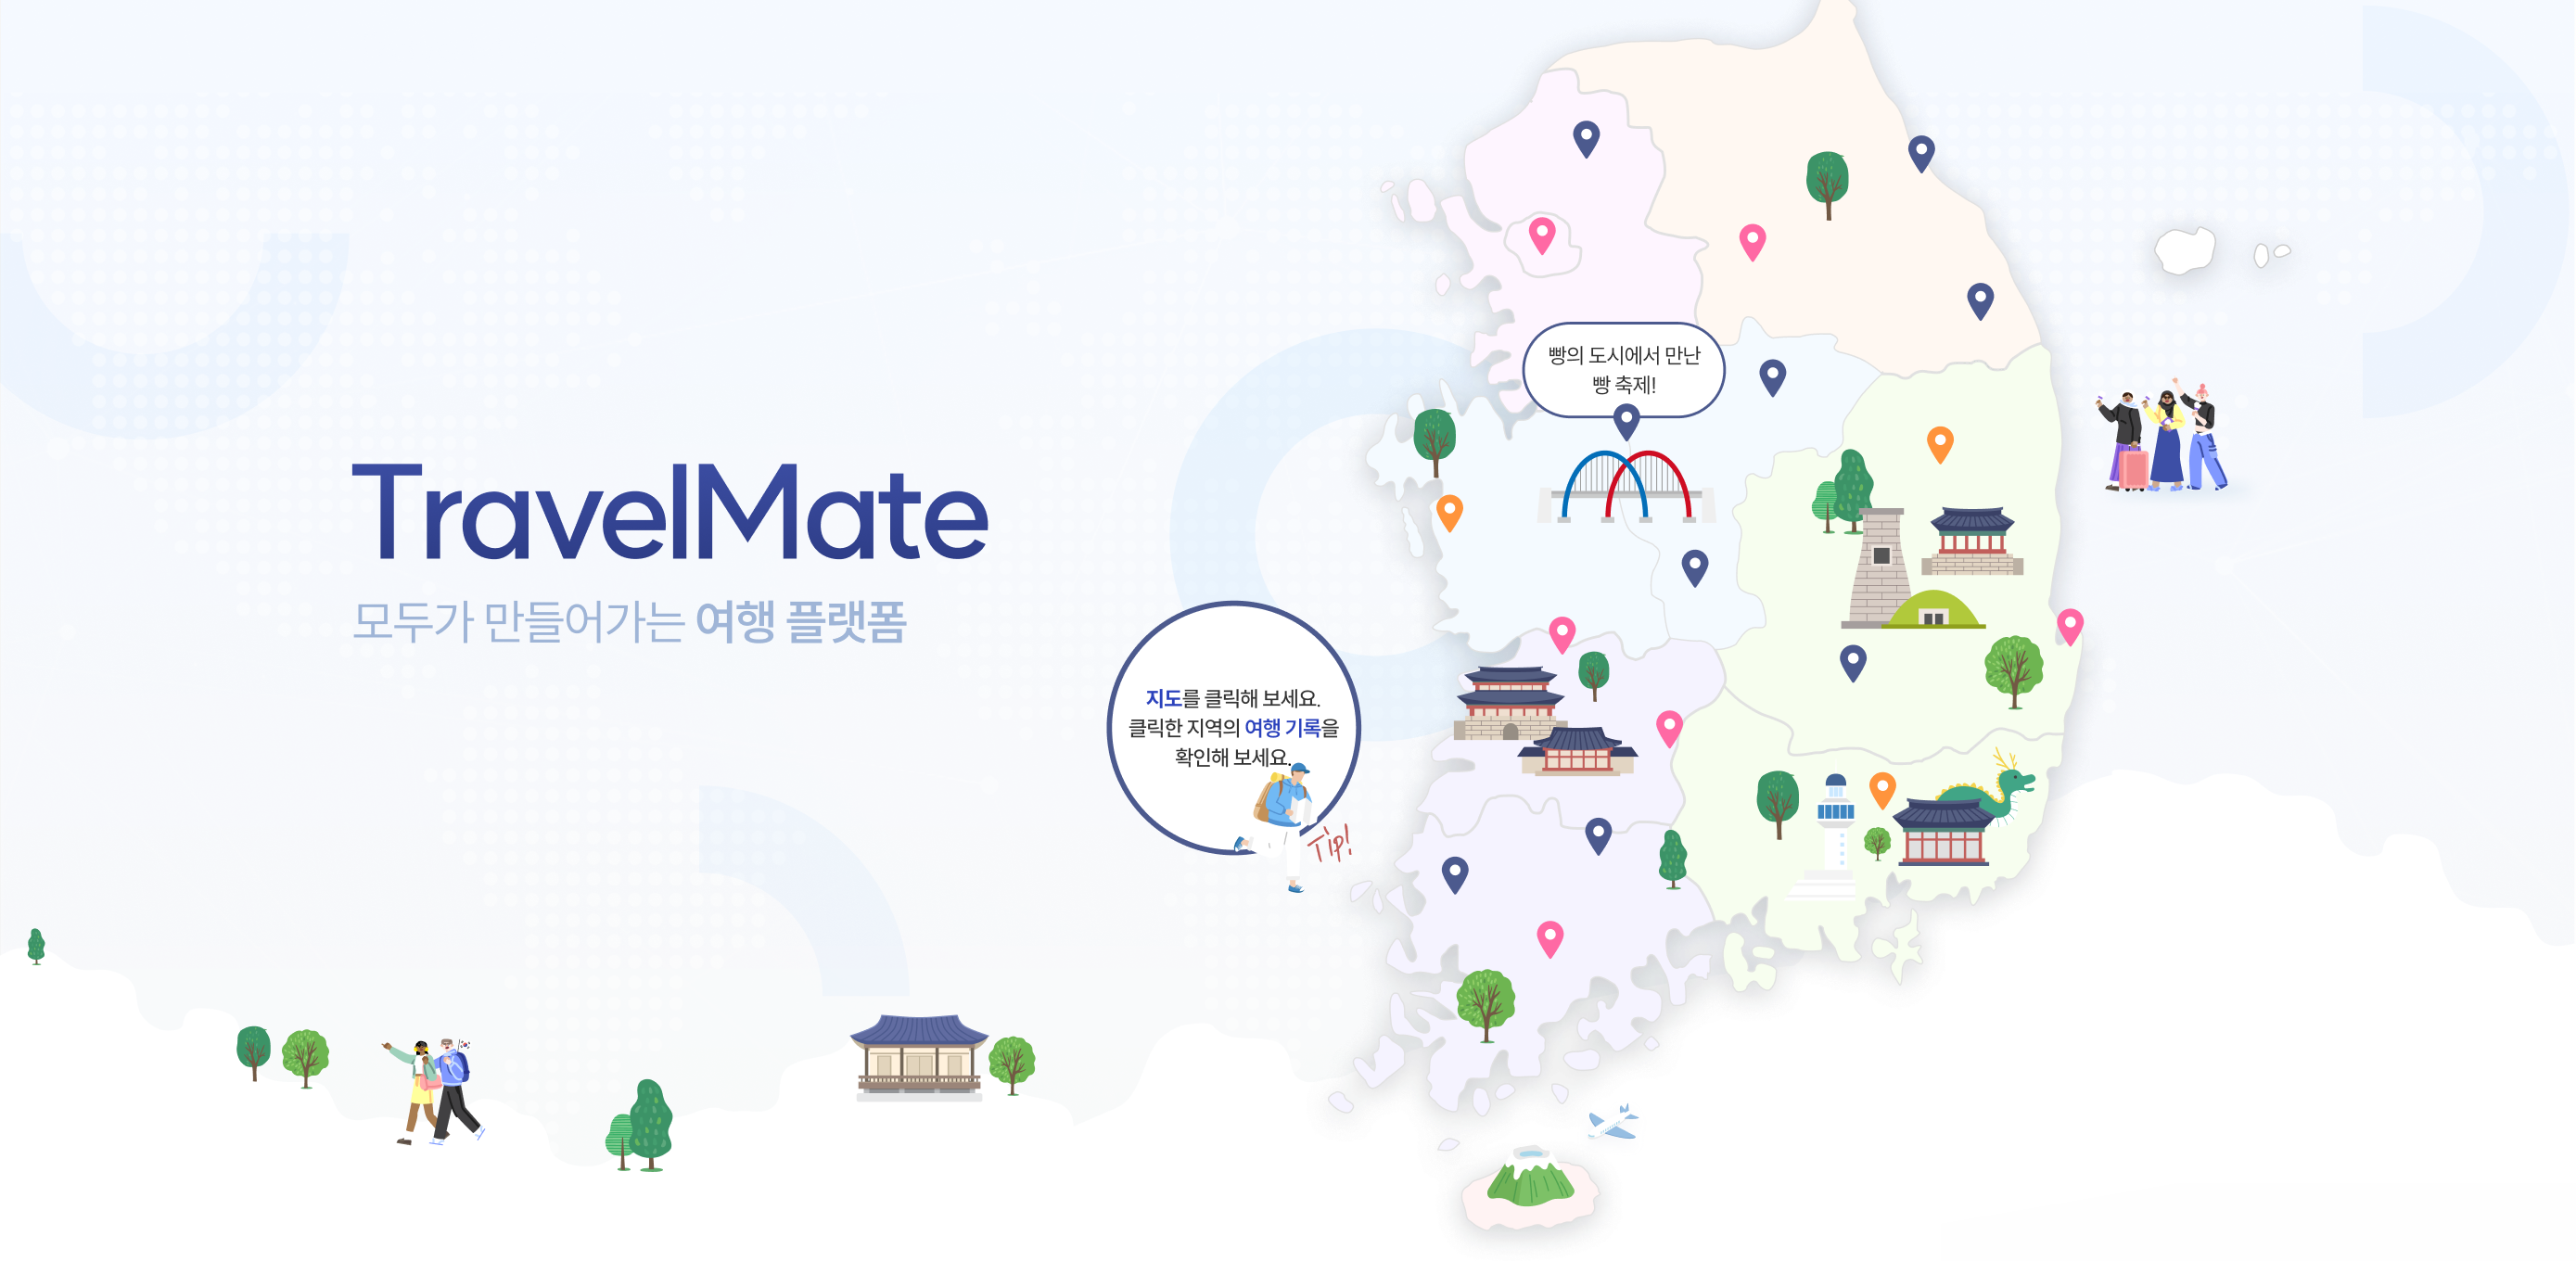 TravelMate
모두가 만들어가는 여행 플랫폼
빵의 도시에서 만난
빵 축제!
지도를 클릭해 보세요.
클릭한 지역의 여행 기록을
확인해 보세요.
Tip!